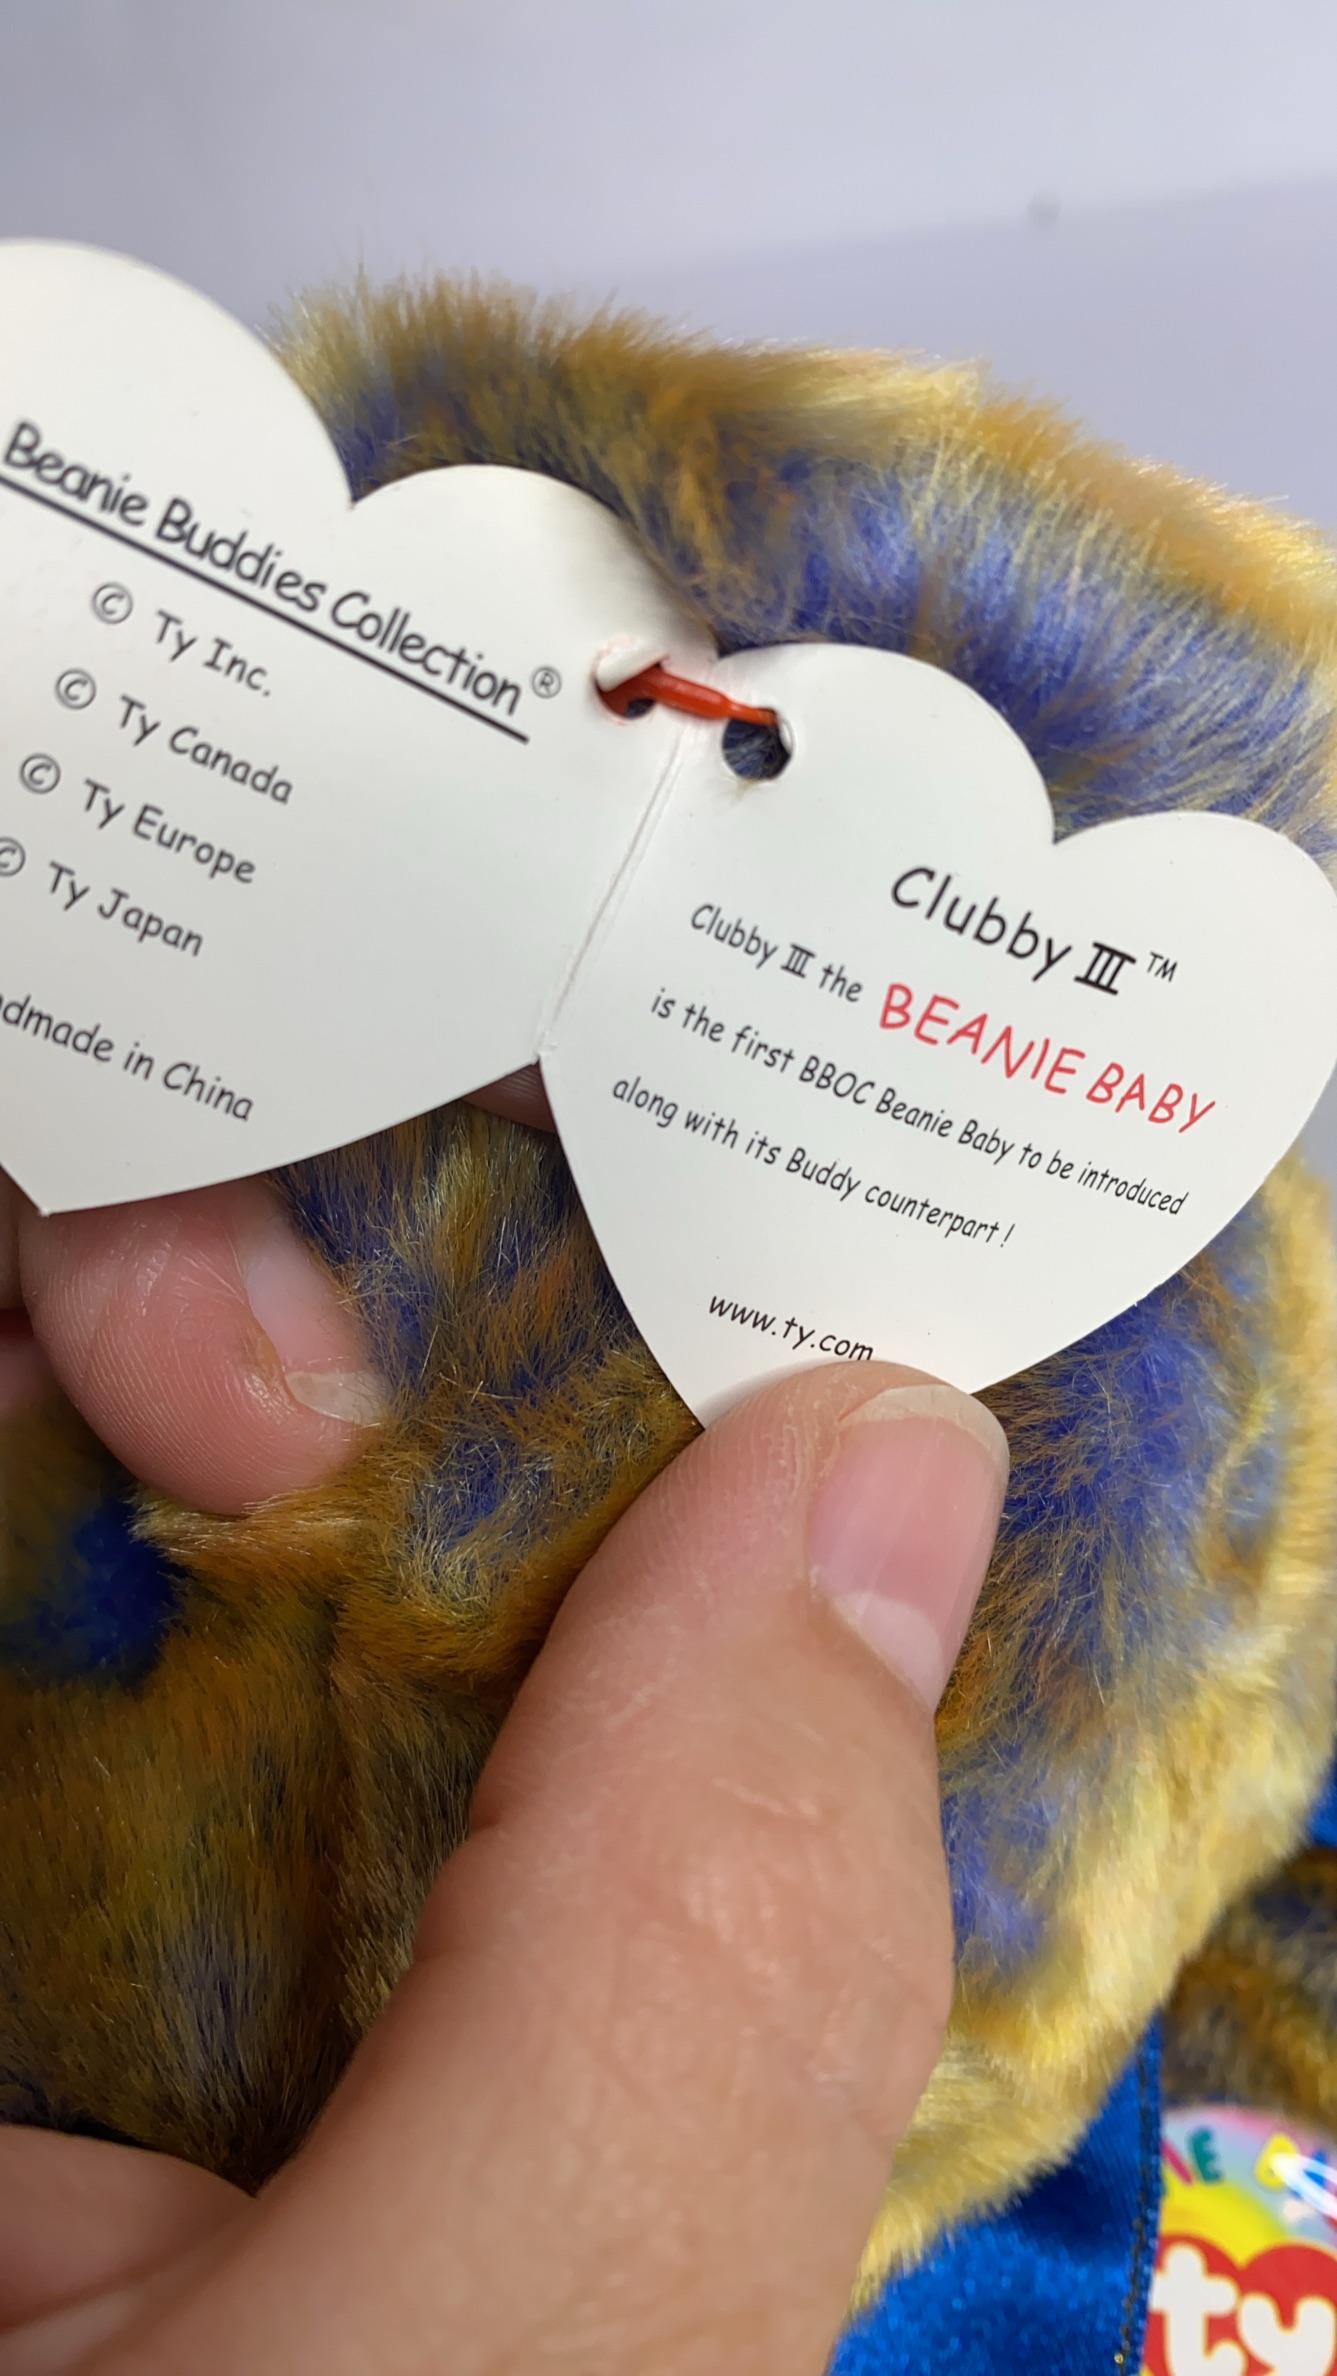 Beanie Buddies Collection®
© Ty Inc.
© Ty Canada
© Ty Europe
© Ty Japan
in China
Clubby III™
Clubby III the BEANIE BABY
is the first BBOC Beanie Baby to be introduced
along with its Buddy counterpart !
www.ty.com
ty